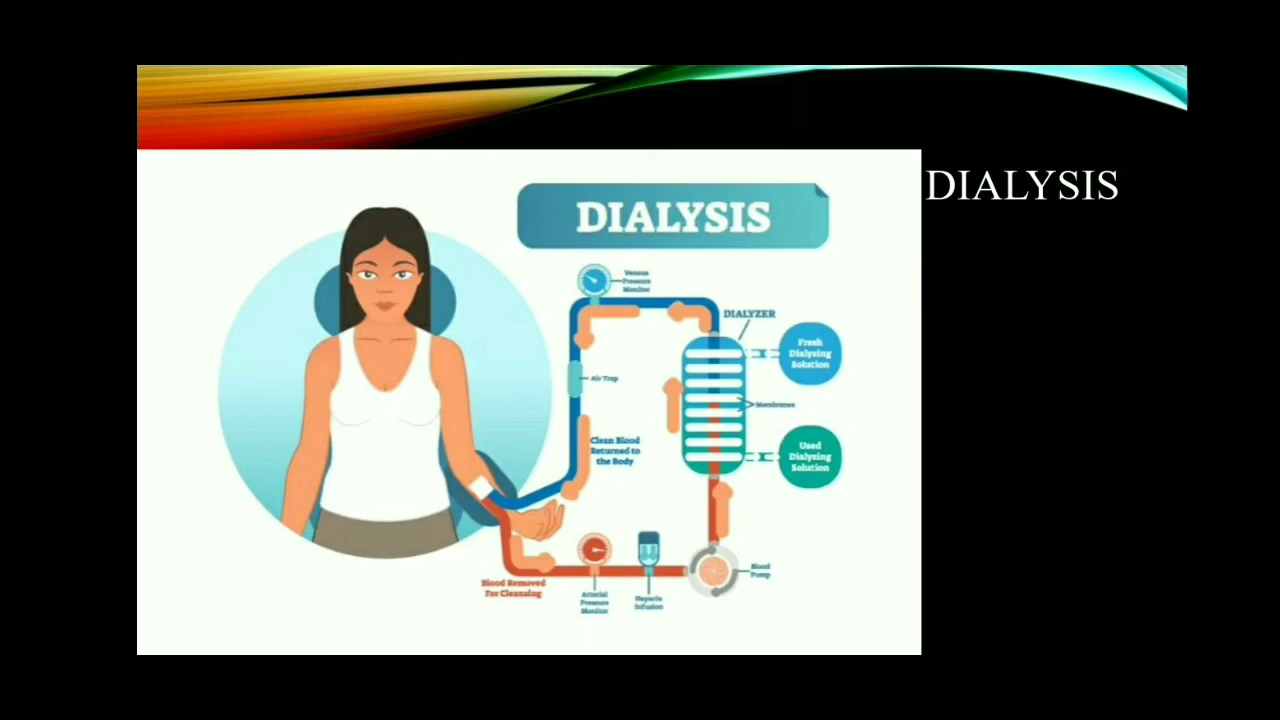 DIALYSIS
DIALYSIS
Venous
Pressure
Monitor
DIALYZER
Fresh
Dialyzing
Solution
Air Trap
Membranes
Clean Blood
Returned to
the Body
Used
Dialyzing
Solution
Blood Removed
For Cleansing
Arterial
Pressure
Monitor
Heparin
Infusion
Blood
Pump